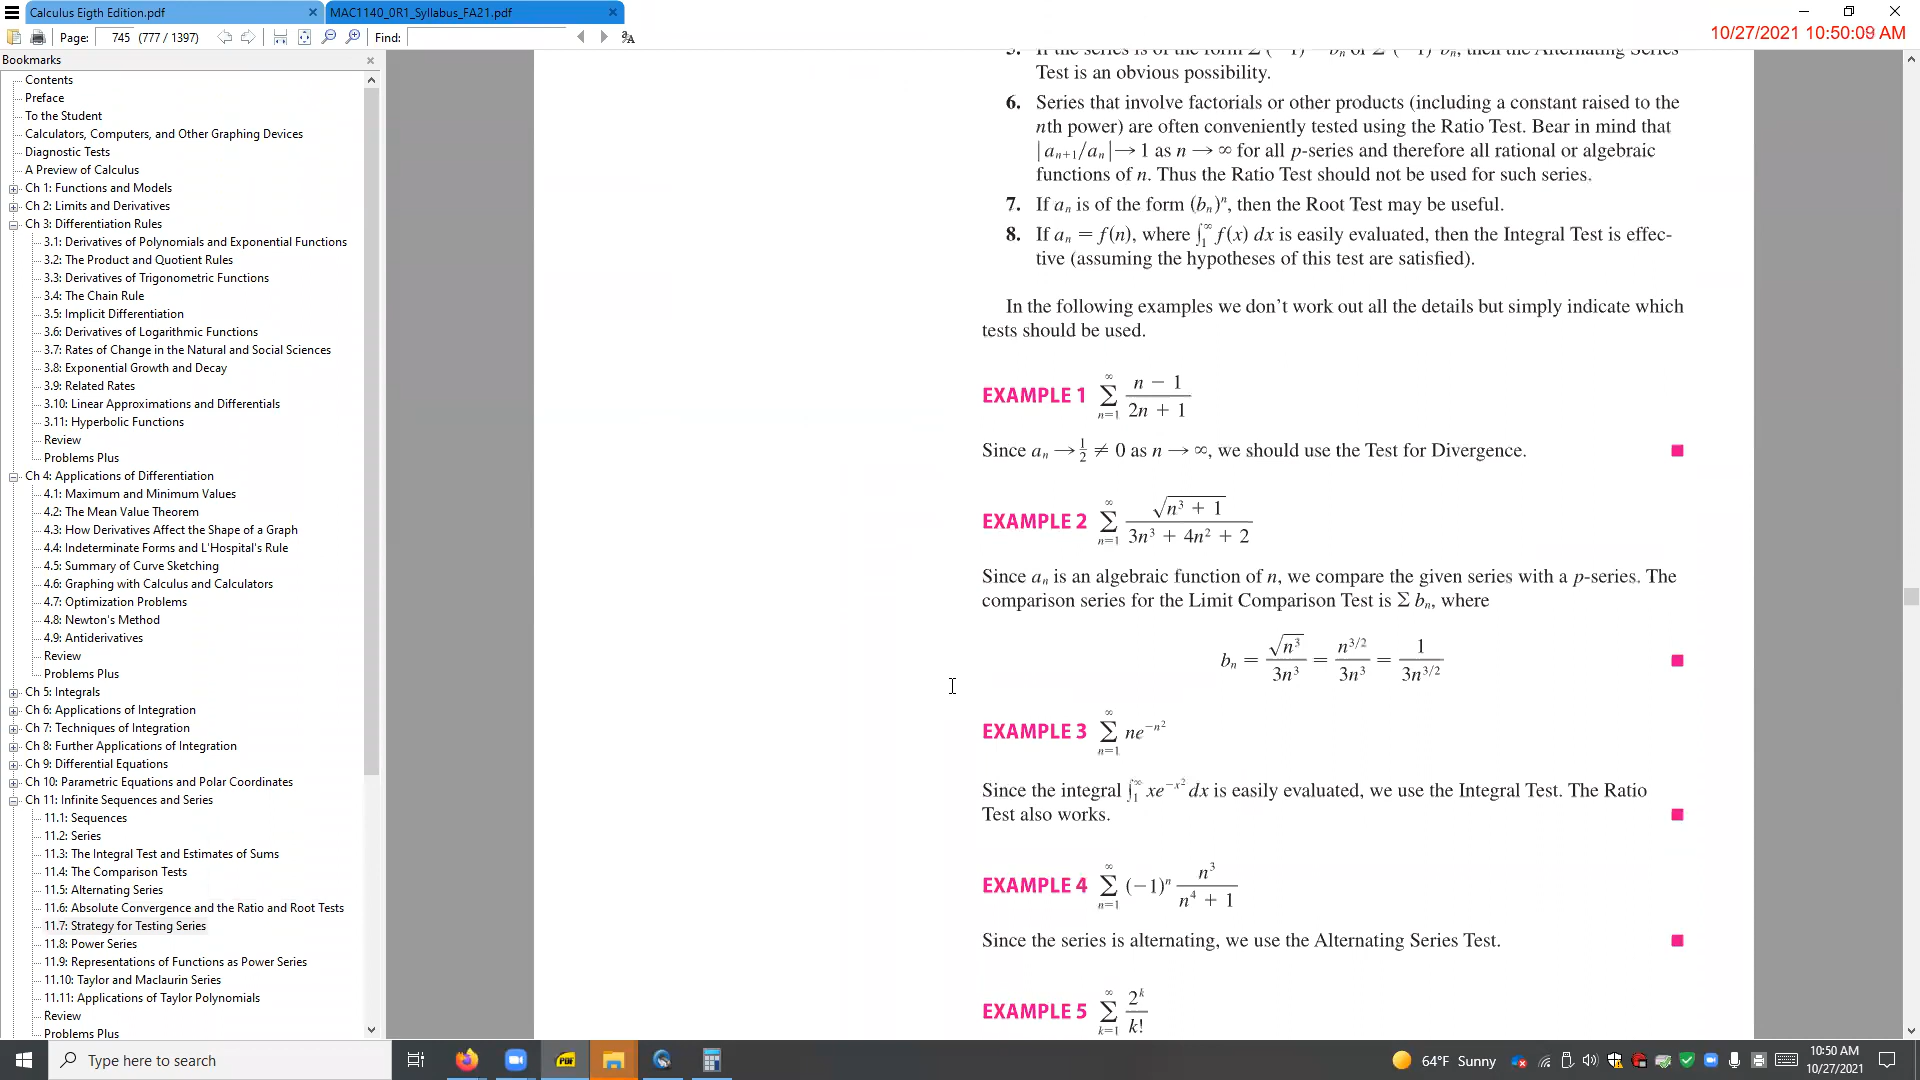 Calculus Eigth Edition.pdf
MAC1140_0R1_Syllabus_FA21.pdf
Page: 745 (777 / 1397)
Find:
10/27/2021 10:50:09 AM
Bookmarks
Contents
Preface
To the Student
Calculators, Computers, and Other Graphing Devices
Diagnostic Tests
A Preview of Calculus
Ch 1: Functions and Models
Ch 2: Limits and Derivatives
Ch 3: Differentiation Rules
3.1: Derivatives of Polynomials and Exponential Functions
3.2: The Product and Quotient Rules
3.3: Derivatives of Trigonometric Functions
3.4: The Chain Rule
3.5: Implicit Differentiation
3.6: Derivatives of Logarithmic Functions
3.7: Rates of Change in the Natural and Social Sciences
3.8: Exponential Growth and Decay
3.9: Related Rates
3.10: Linear Approximations and Differentials
3.11: Hyperbolic Functions
Review
Problems Plus
Ch 4: Applications of Differentiation
4.1: Maximum and Minimum Values
4.2: The Mean Value Theorem
4.3: How Derivatives Affect the Shape of a Graph
4.4: Indeterminate Forms and L'Hospital's Rule
4.5: Summary of Curve Sketching
4.6: Graphing with Calculus and Calculators
4.7: Optimization Problems
4.8: Newton's Method
4.9: Antiderivatives
Review
Problems Plus
Ch 5: Integrals
Ch 6: Applications of Integration
Ch 7: Techniques of Integration
Ch 8: Further Applications of Integration
Ch 9: Differential Equations
Ch 10: Parametric Equations and Polar Coordinates
Ch 11: Infinite Sequences and Series
11.1: Sequences
11.2: Series
11.3: The Integral Test and Estimates of Sums
11.4: The Comparison Tests
11.5: Alternating Series
11.6: Absolute Convergence and the Ratio and Root Tests
11.7: Strategy for Testing Series
11.8: Power Series
11.9: Representations of Functions as Power Series
11.10: Taylor and Maclaurin Series
11.11: Applications of Taylor Polynomials
Review
Problems Plus
5. If the series is of the form then the Alternating Series
Test is an obvious possibility.
6. Series that involve factorials or other products (including a constant raised to the
nth power) are often conveniently tested using the Ratio Test. Bear in mind that
|aₙ₊₁/aₙ| → 1 as n → ∞ for all p-series and therefore all rational or algebraic
functions of n. Thus the Ratio Test should not be used for such series.
7. If aₙ is of the form (bₙ)ⁿ, then the Root Test may be useful.
8. If aₙ = f(n), where ∫₁^∞ f(x) dx is easily evaluated, then the Integral Test is effec-
tive (assuming the hypotheses of this test are satisfied).
In the following examples we don't work out all the details but simply indicate which
tests should be used.
EXAMPLE 1 ∑_{n=1}^∞ (n − 1)/(2n + 1)
Since aₙ → 1/2 ≠ 0 as n → ∞, we should use the Test for Divergence.
EXAMPLE 2 ∑_{n=1}^∞ √(n³ + 1)/(3n³ + 4n² + 2)
Since aₙ is an algebraic function of n, we compare the given series with a p-series. The
comparison series for the Limit Comparison Test is Σ bₙ, where
bₙ = √(n³)/(3n³) = n^{3/2}/(3n³) = 1/(3n^{3/2})
EXAMPLE 3 ∑_{n=1}^∞ ne^{−n²}
Since the integral ∫₁^∞ xe^{−x²} dx is easily evaluated, we use the Integral Test. The Ratio
Test also works.
EXAMPLE 4 ∑_{n=1}^∞ (−1)ⁿ n³/(n⁴ + 1)
Since the series is alternating, we use the Alternating Series Test.
EXAMPLE 5 ∑_{k=1}^∞ 2^k/k!
Type here to search
PDF
64°F Sunny
10:50 AM
10/27/2021